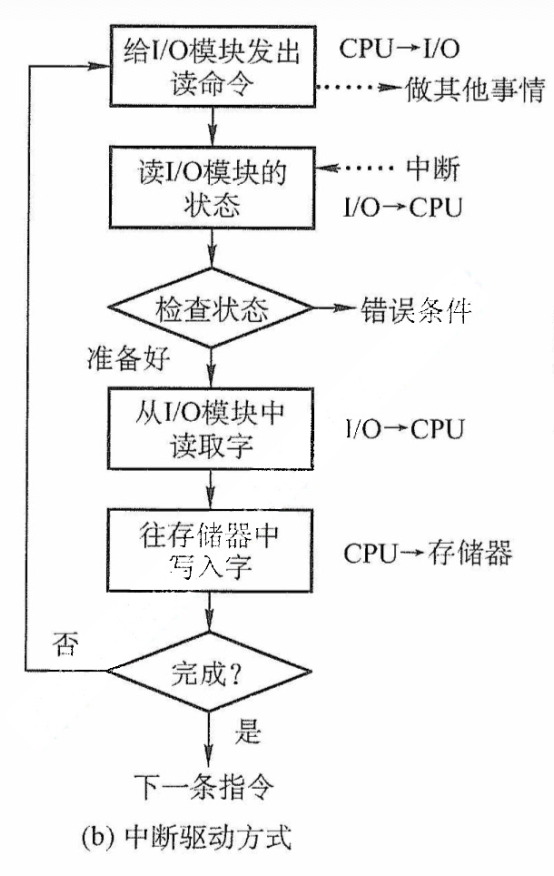 给I/O模块发出
读命令
CPU→I/O
做其他事情
读I/O模块的
状态
中断
I/O→CPU
检查状态
错误条件
准备好
从I/O模块中
读取字
I/O→CPU
往存储器中
写入字
CPU→存储器
否
完成?
是
下一条指令
(b) 中断驱动方式